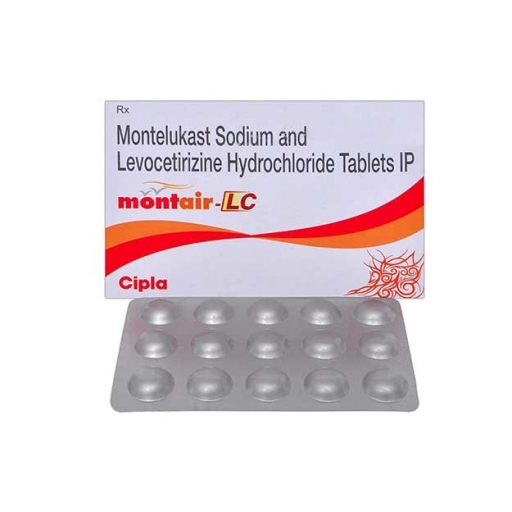 Rx
Montelukast Sodium and
Levocetirizine Hydrochloride Tablets IP
montair-LC
Cipla